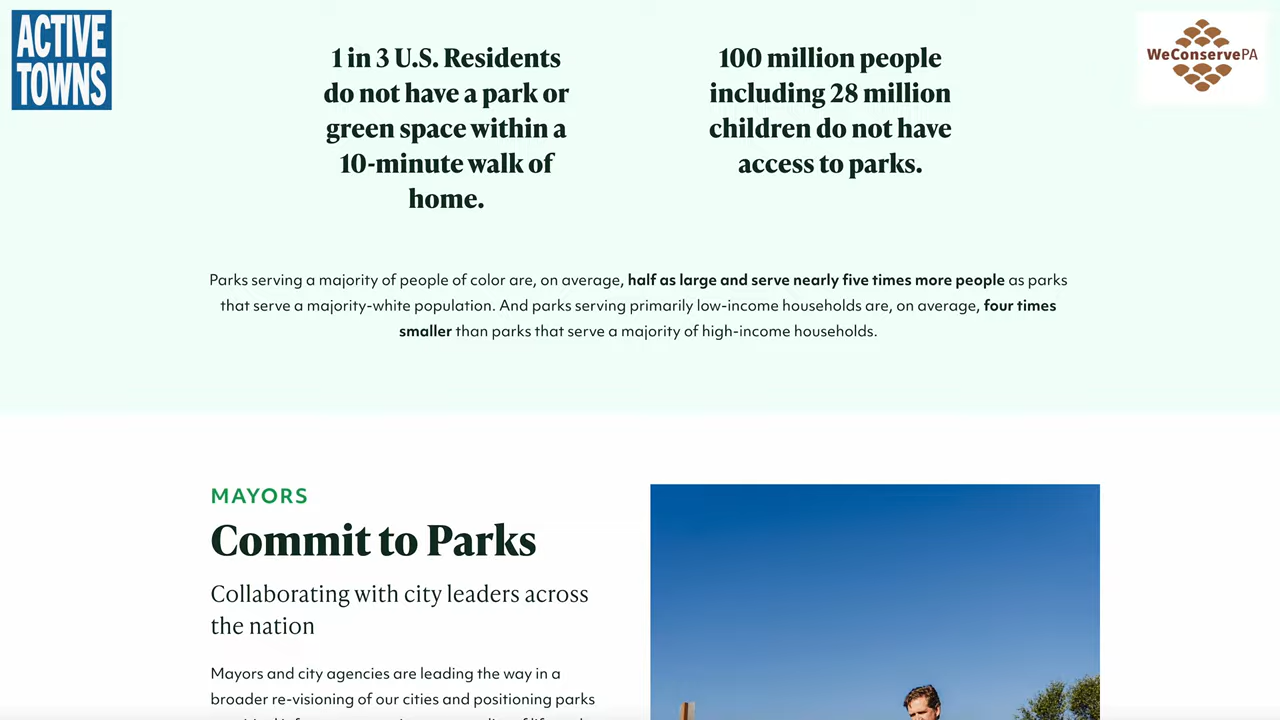 ACTIVE
TOWNS
WeConservePA
1 in 3 U.S. Residents
do not have a park or
green space within a
10-minute walk of
home.
100 million people
including 28 million
children do not have
access to parks.
Parks serving a majority of people of color are, on average, half as large and serve nearly five times more people as parks
that serve a majority-white population. And parks serving primarily low-income households are, on average, four times
smaller than parks that serve a majority of high-income households.
MAYORS
Commit to Parks
Collaborating with city leaders across
the nation
Mayors and city agencies are leading the way in a
broader re-visioning of our cities and positioning parks